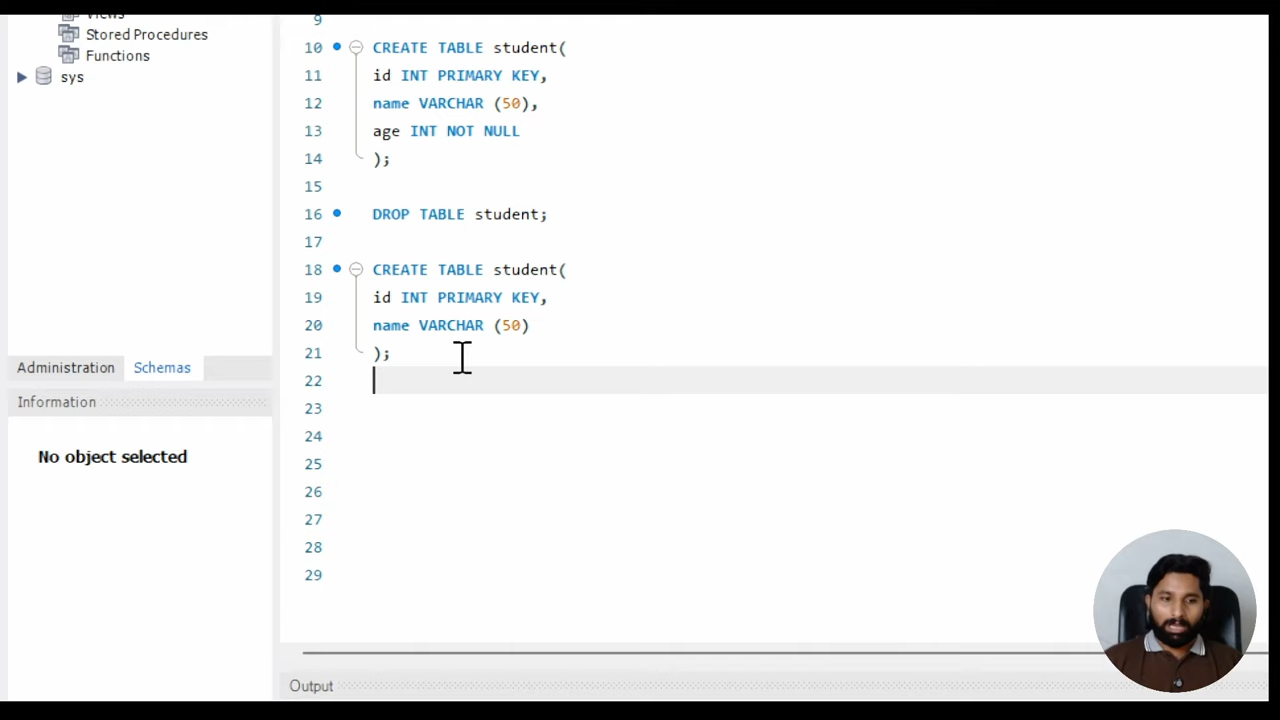 Views
Stored Procedures
Functions
sys
Administration Schemas
Information
No object selected
9
10 CREATE TABLE student(
11 id INT PRIMARY KEY,
12 name VARCHAR (50),
13 age INT NOT NULL
14 );
15
16 DROP TABLE student;
17
18 CREATE TABLE student(
19 id INT PRIMARY KEY,
20 name VARCHAR (50)
21 );
22
23
24
25
26
27
28
29
Output